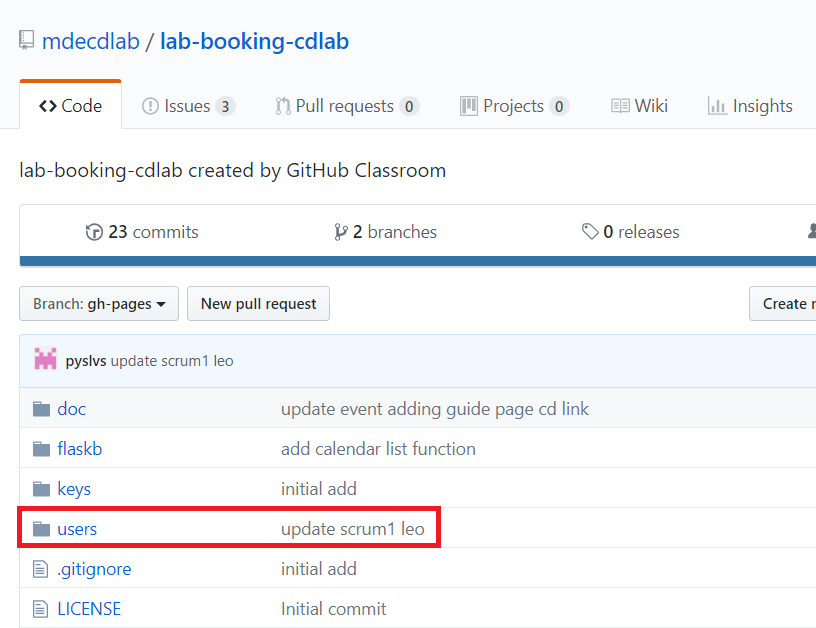 mdecdlab / lab-booking-cdlab
Code Issues 3 Pull requests 0 Projects 0 Wiki Insights
lab-booking-cdlab created by GitHub Classroom
23 commits 2 branches 0 releases
Branch: gh-pages New pull request Create
pyslvs update scrum1 leo
doc update event adding guide page cd link
flaskb add calendar list function
keys initial add
users update scrum1 leo
.gitignore initial add
LICENSE Initial commit